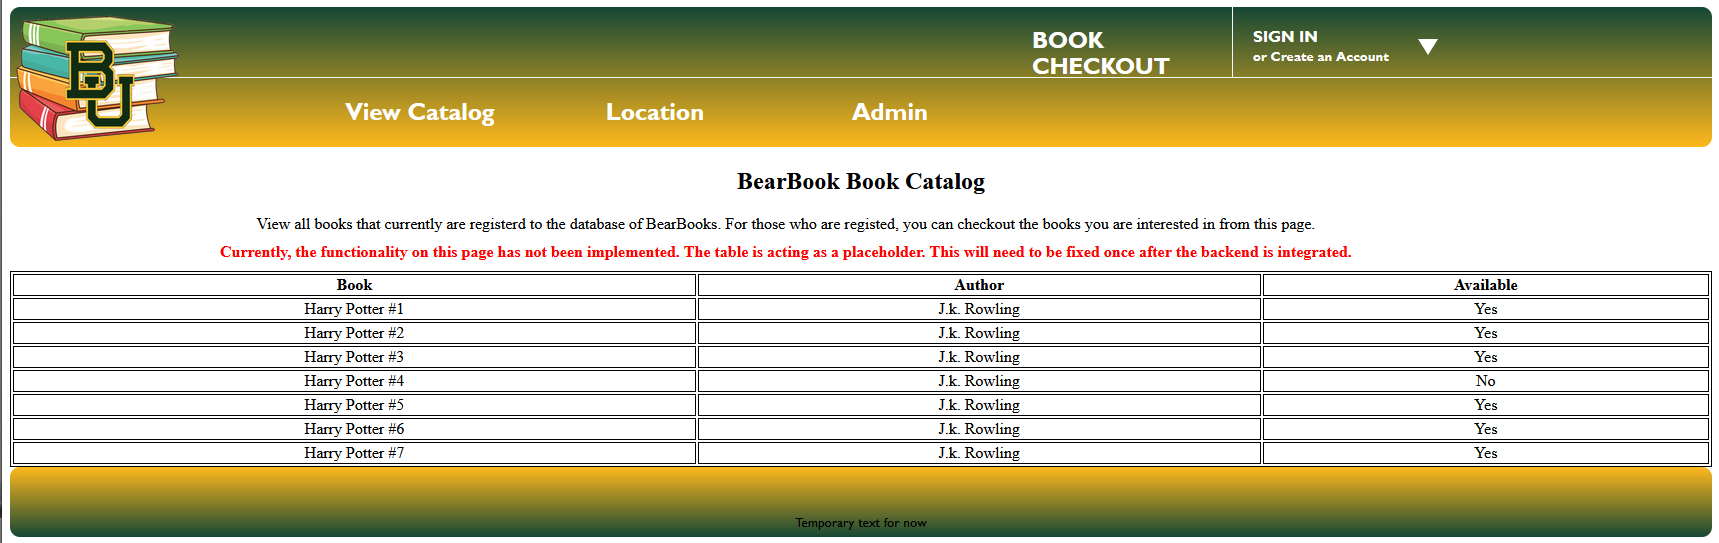 BU
BOOK
CHECKOUT
SIGN IN
or Create an Account
View Catalog Location Admin
BearBook Book Catalog
View all books that currently are registerd to the database of BearBooks. For those who are registed, you can checkout the books you are interested in from this page.
Currently, the functionality on this page has not been implemented. The table is acting as a placeholder. This will need to be fixed once after the backend is integrated.
Book Author Available
Harry Potter #1 J.k. Rowling Yes
Harry Potter #2 J.k. Rowling Yes
Harry Potter #3 J.k. Rowling Yes
Harry Potter #4 J.k. Rowling No
Harry Potter #5 J.k. Rowling Yes
Harry Potter #6 J.k. Rowling Yes
Harry Potter #7 J.k. Rowling Yes
Temporary text for now